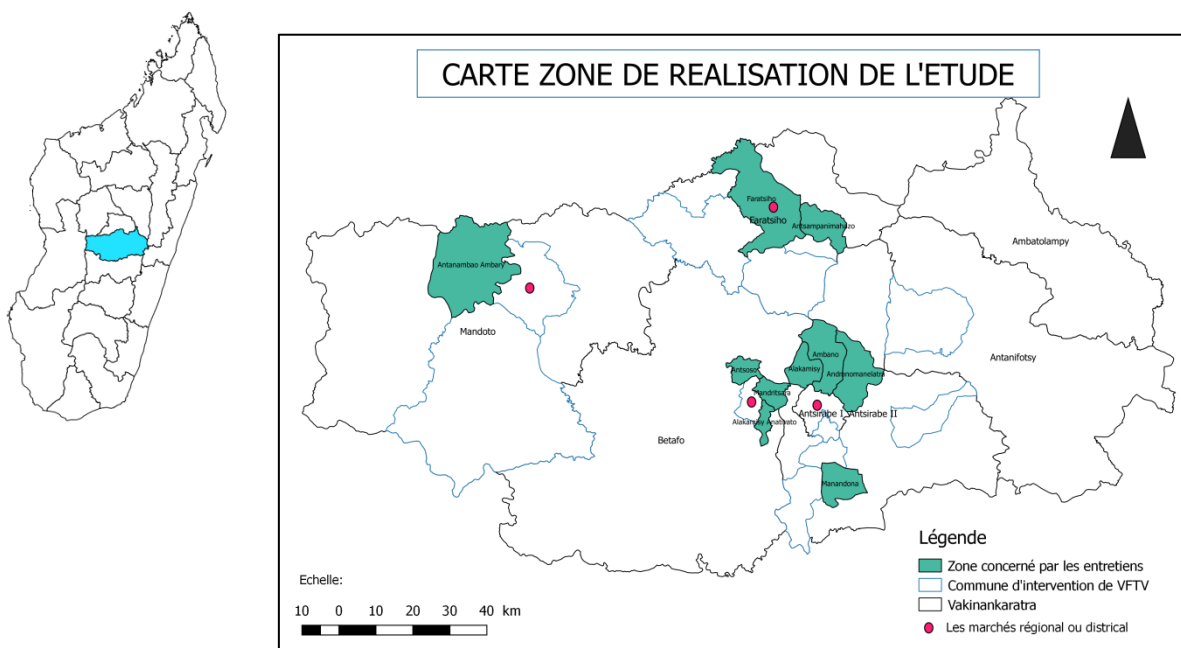 CARTE ZONE DE REALISATION DE L'ETUDE
Faratsiho
Faratsiho
Antsampanimahazo
Ambatolampy
Antanambao Ambary
Mandoto
Antanifotsy
Ambano
Alakamisy
Andranomanelatra
Antsoso
Mandritsara
Alakamisy Anativato
Antsirabe I
Antsirabe II
Betafo
Manandona
Légende
Zone concerné par les entretiens
Commune d'intervention de VFTV
Vakinankaratra
Les marchés régional ou districal
Echelle:
10 0 10 20 30 40 km